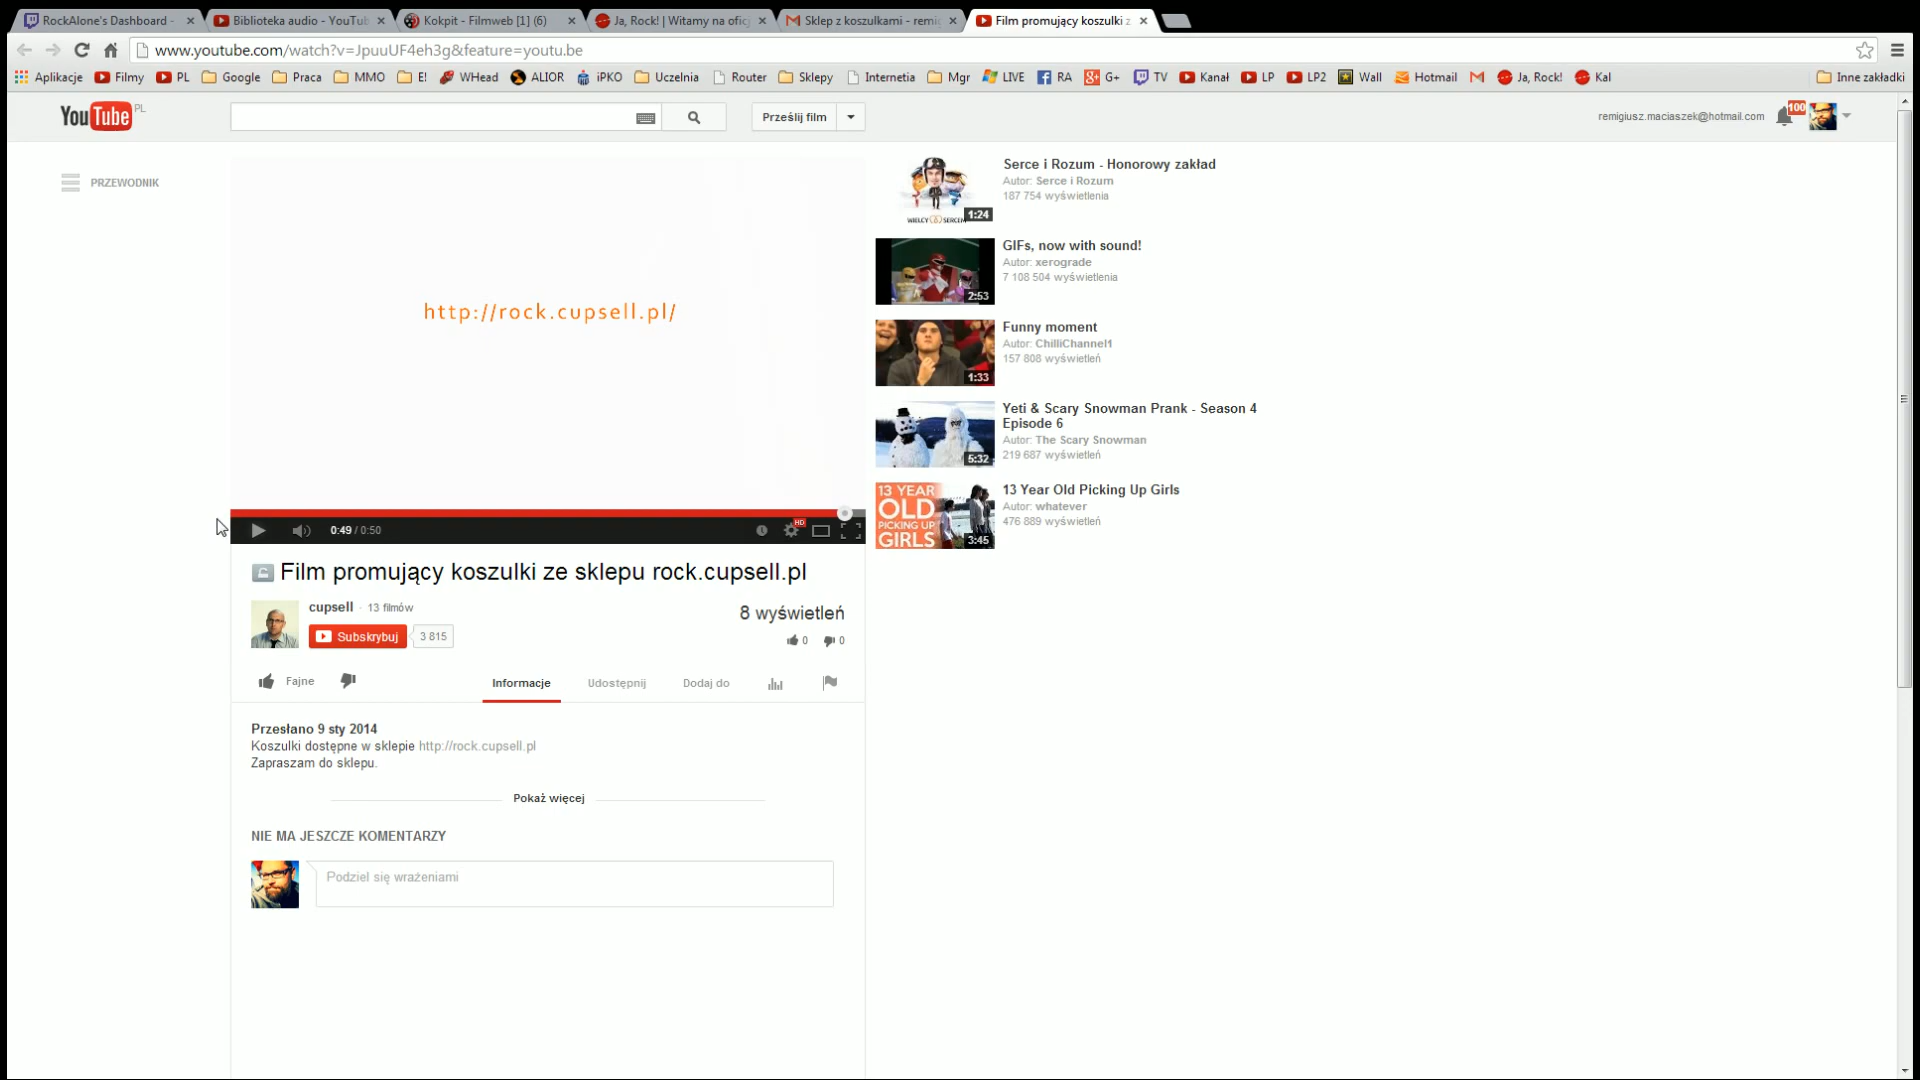 RockAlone's Dashboard -
Biblioteka audio - YouTub
Kokpit - Filmweb [1] (6)
Ja, Rock! | Witamy na ofic
Sklep z koszulkami - remi
Film promujący koszulki z
www.youtube.com/watch?v=JpuuUF4eh3g&feature=youtu.be
Aplikacje Filmy PL Google Praca MMO E! WHead ALIOR iPKO Uczelnia Router Sklepy Internetia Mgr LIVE RA G+ TV Kanał LP LP2 Wall Hotmail Ja, Rock! Kal Inne zakładki
YouTube PL
Prześlij film
remigiusz.maciaszek@hotmail.com
100
PRZEWODNIK
http://rock.cupsell.pl/
0:49 / 0:50
HD
Film promujący koszulki ze sklepu rock.cupsell.pl
cupsell · 13 filmów
Subskrybuj 3 815
8 wyświetleń
0 0
Fajne
Informacje Udostępnij Dodaj do
Przesłano 9 sty 2014
Koszulki dostępne w sklepie http://rock.cupsell.pl
Zapraszam do sklepu.
Pokaż więcej
NIE MA JESZCZE KOMENTARZY
Podziel się wrażeniami
WIELCY SERCEM
1:24
Serce i Rozum - Honorowy zakład
Autor: Serce i Rozum
187 754 wyświetlenia
2:53
GIFs, now with sound!
Autor: xerograde
7 108 504 wyświetlenia
1:33
Funny moment
Autor: ChilliChannel1
157 808 wyświetleń
5:32
Yeti & Scary Snowman Prank - Season 4
Episode 6
Autor: The Scary Snowman
219 687 wyświetleń
13 YEAR
OLD
PICKING UP
GIRLS
3:45
13 Year Old Picking Up Girls
Autor: whatever
476 889 wyświetleń